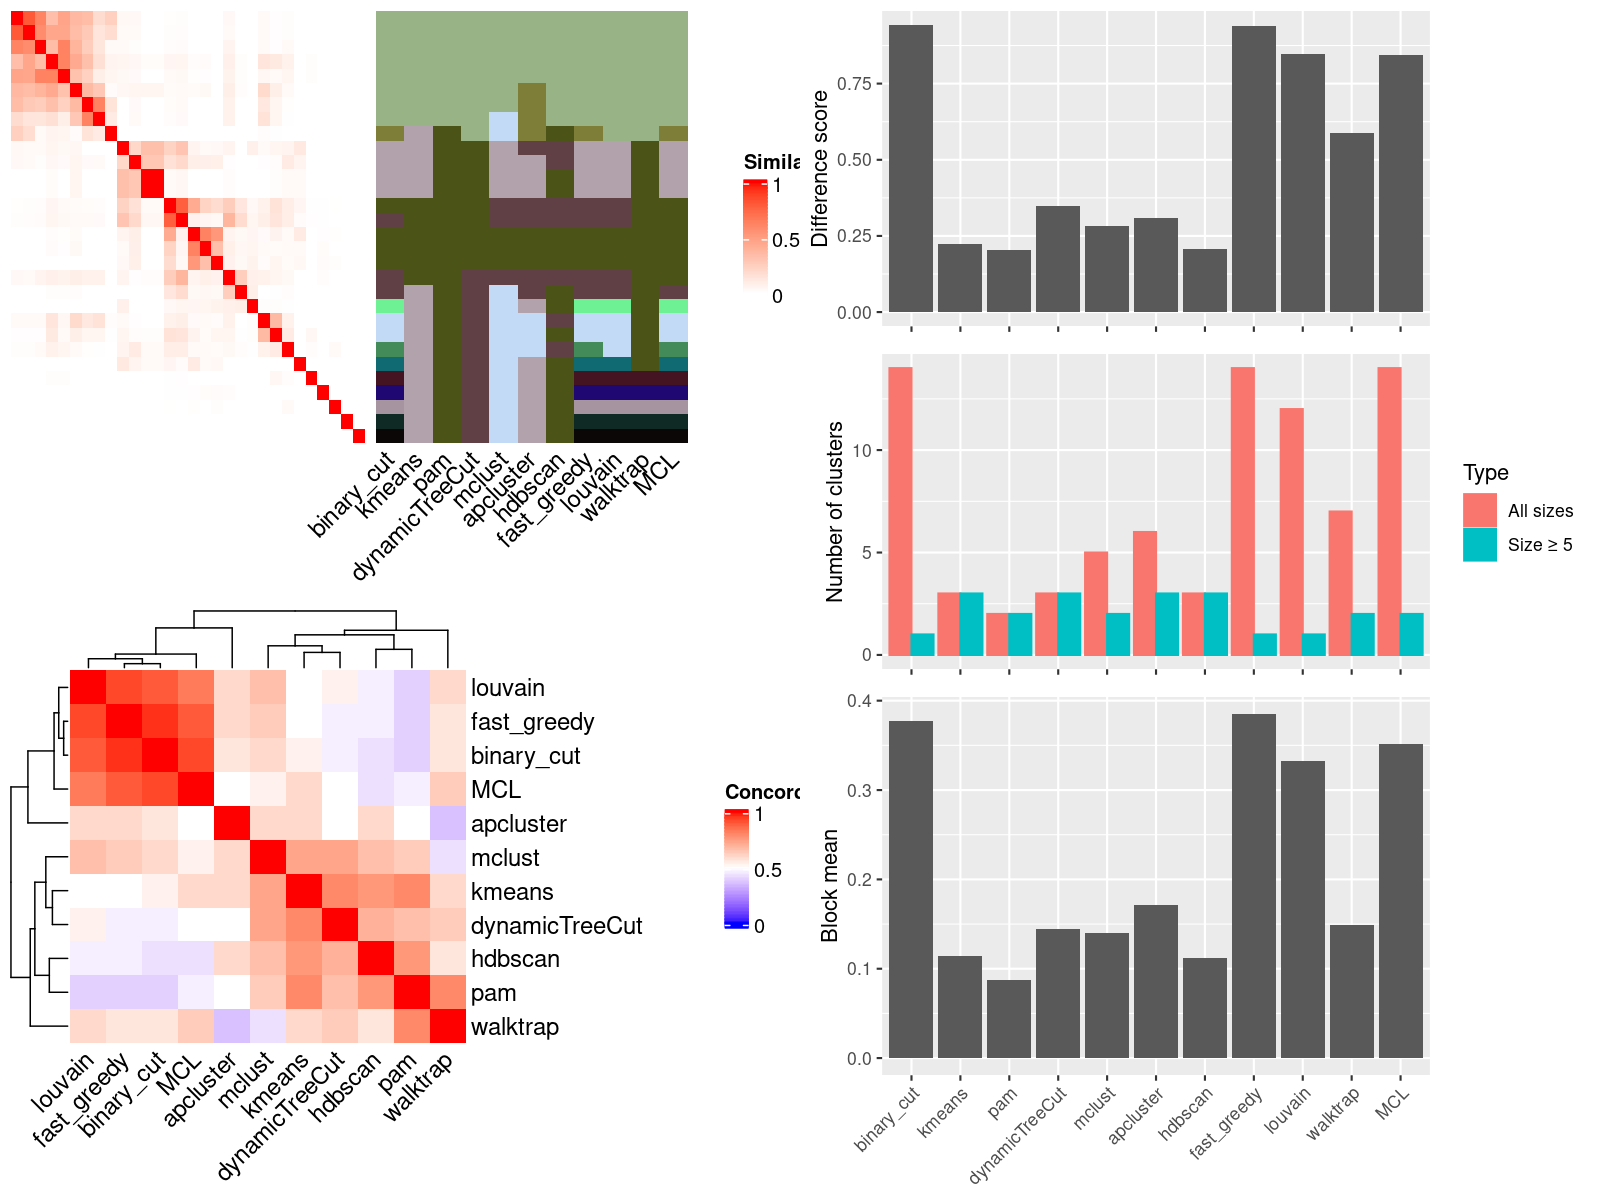 Simila
1
0.5
0
binary_cut
kmeans
pam
dynamicTreeCut
mclust
apcluster
hdbscan
fast_greedy
louvain
walktrap
MCL
louvain
fast_greedy
binary_cut
MCL
apcluster
mclust
kmeans
dynamicTreeCut
hdbscan
pam
walktrap
louvain
fast_greedy
binary_cut
MCL
apcluster
mclust
kmeans
dynamicTreeCut
hdbscan
pam
walktrap
Concord
1
0.5
0
Difference score
0.75
0.50
0.25
0.00
Number of clusters
10
5
0
Type
All sizes
Size ≥ 5
Block mean
0.4
0.3
0.2
0.1
0.0
binary_cut
kmeans
pam
dynamicTreeCut
mclust
apcluster
hdbscan
fast_greedy
louvain
walktrap
MCL